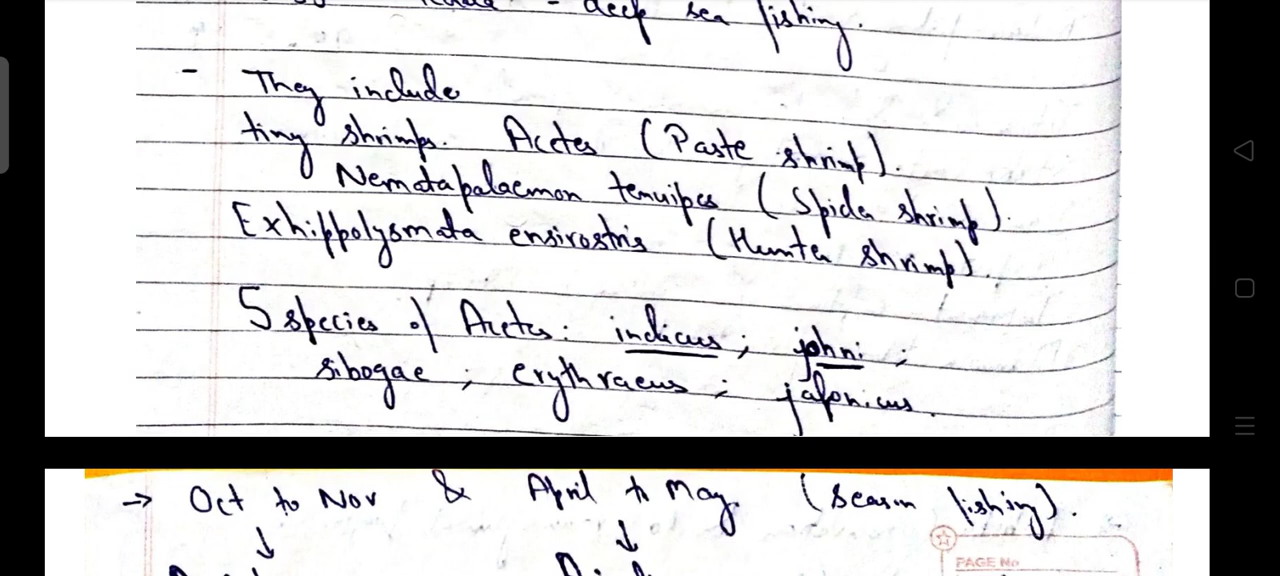 - deep sea fishing.
- They include
tiny shrimps. Acetes (Paste shrimp).
Nematapalaemon tenuipes (Spider shrimp).
Exhippolysmata ensirostris (Hunter shrimp).
5 species of Acetes: indicus; johni;
sibogae; erythraeus; japonicus.
→ Oct to Nov & April to May. (season fishing).
↓ ↓
PAGE No